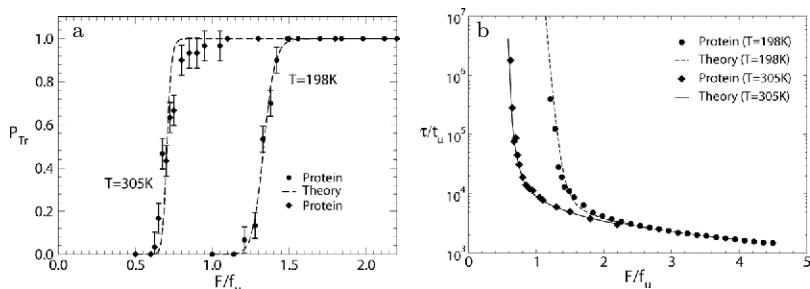 a
1.0
0.8
0.6
0.4
0.2
0.0
P_Tr
T=198K
T=305K
Protein
Theory
Protein
0.0 0.5 1.0 1.5 2.0
F/f
b
10^7
10^6
10^5
10^4
10^3
τ/t_u
Protein (T=198K)
Theory (T=198K)
Protein (T=305K)
Theory (T=305K)
0 1 2 3 4 5
F/f_u